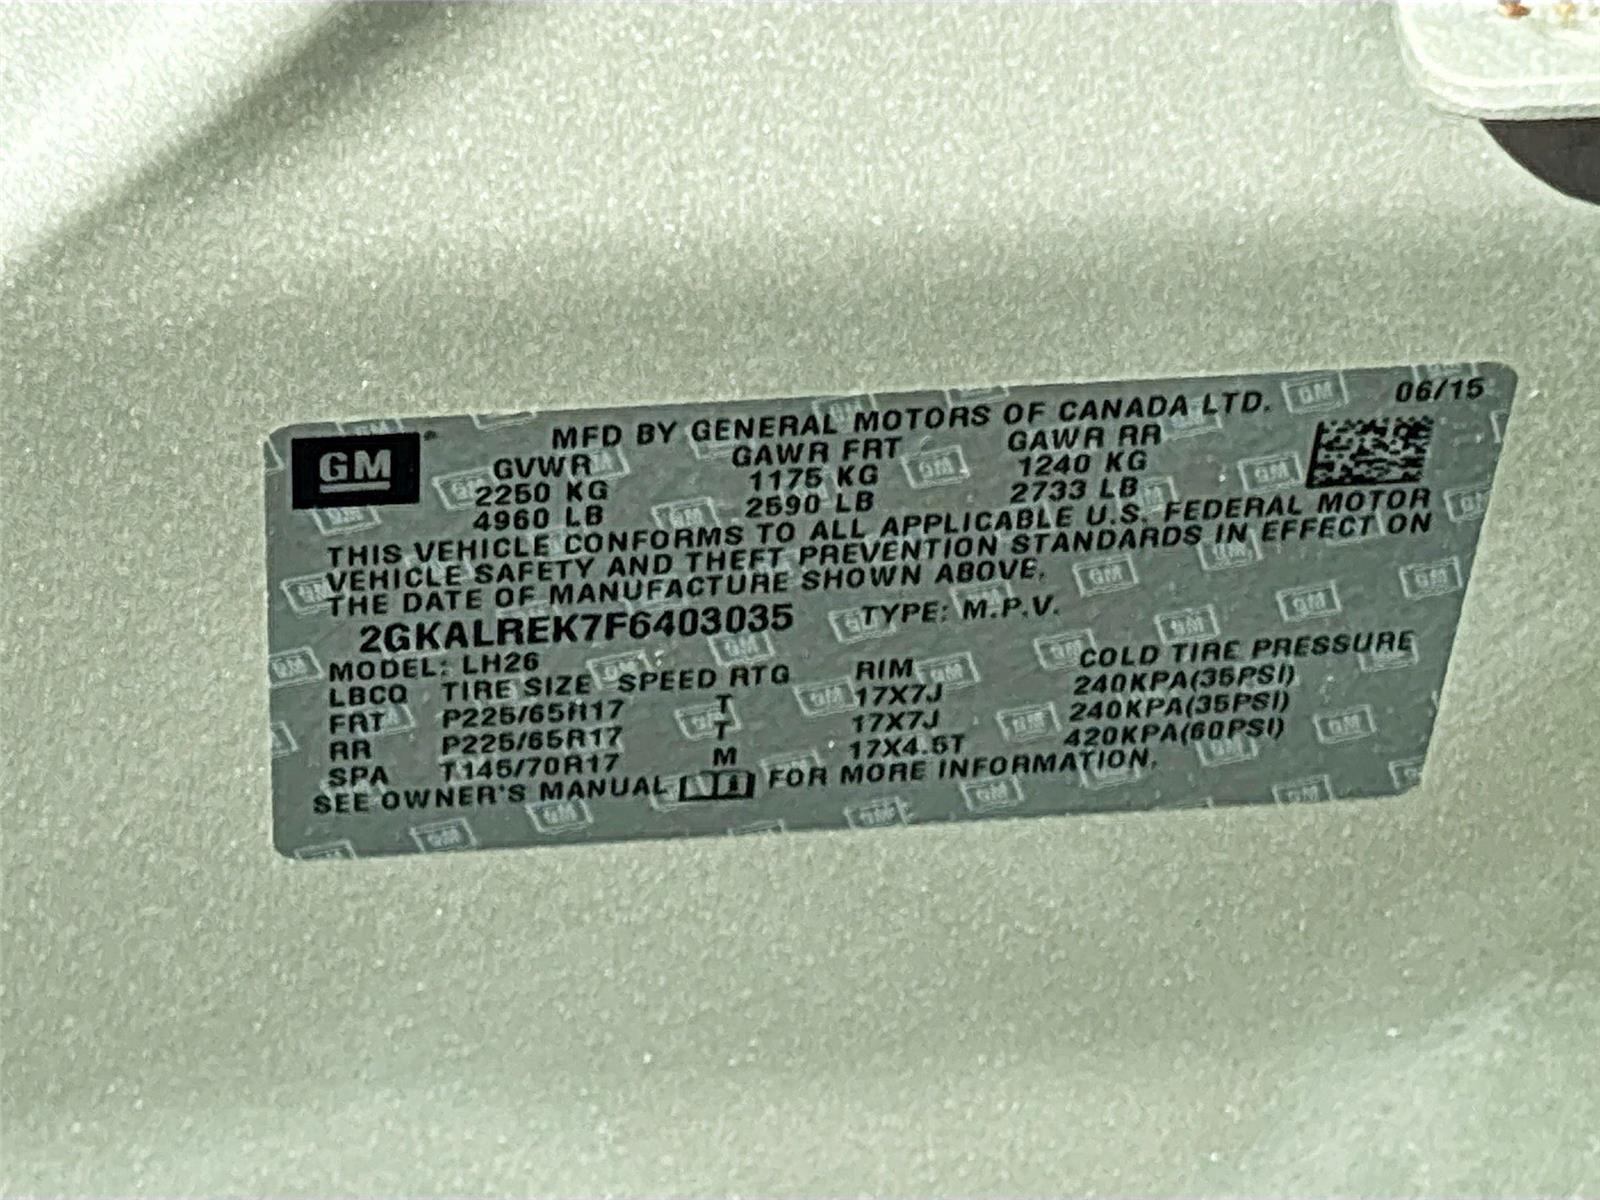 GM
MFD BY GENERAL MOTORS OF CANADA LTD. 06/15
GVWR GAWR FRT GAWR RR
2250 KG 1175 KG 1240 KG
4960 LB 2590 LB 2733 LB
THIS VEHICLE CONFORMS TO ALL APPLICABLE U.S. FEDERAL MOTOR
VEHICLE SAFETY AND THEFT PREVENTION STANDARDS IN EFFECT ON
THE DATE OF MANUFACTURE SHOWN ABOVE.
2GKALREK7F6403035 TYPE: M.P.V.
MODEL: LH26
LBCQ TIRE SIZE SPEED RTG RIM COLD TIRE PRESSURE
FRT P225/65R17 T 17X7J 240KPA(35PSI)
RR P225/65R17 T 17X7J 240KPA(35PSI)
SPA T145/70R17 M 17X4.5T 420KPA(60PSI)
SEE OWNER'S MANUAL FOR MORE INFORMATION.